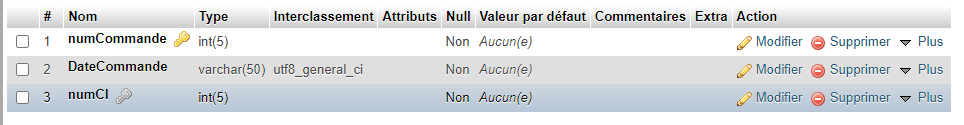 # Nom Type Interclassement Attributs Null Valeur par défaut Commentaires Extra Action
1 numCommande int(5) Non Aucun(e) Modifier Supprimer Plus
2 DateCommande varchar(50) utf8_general_ci Non Aucun(e) Modifier Supprimer Plus
3 numCl int(5) Non Aucun(e) Modifier Supprimer Plus